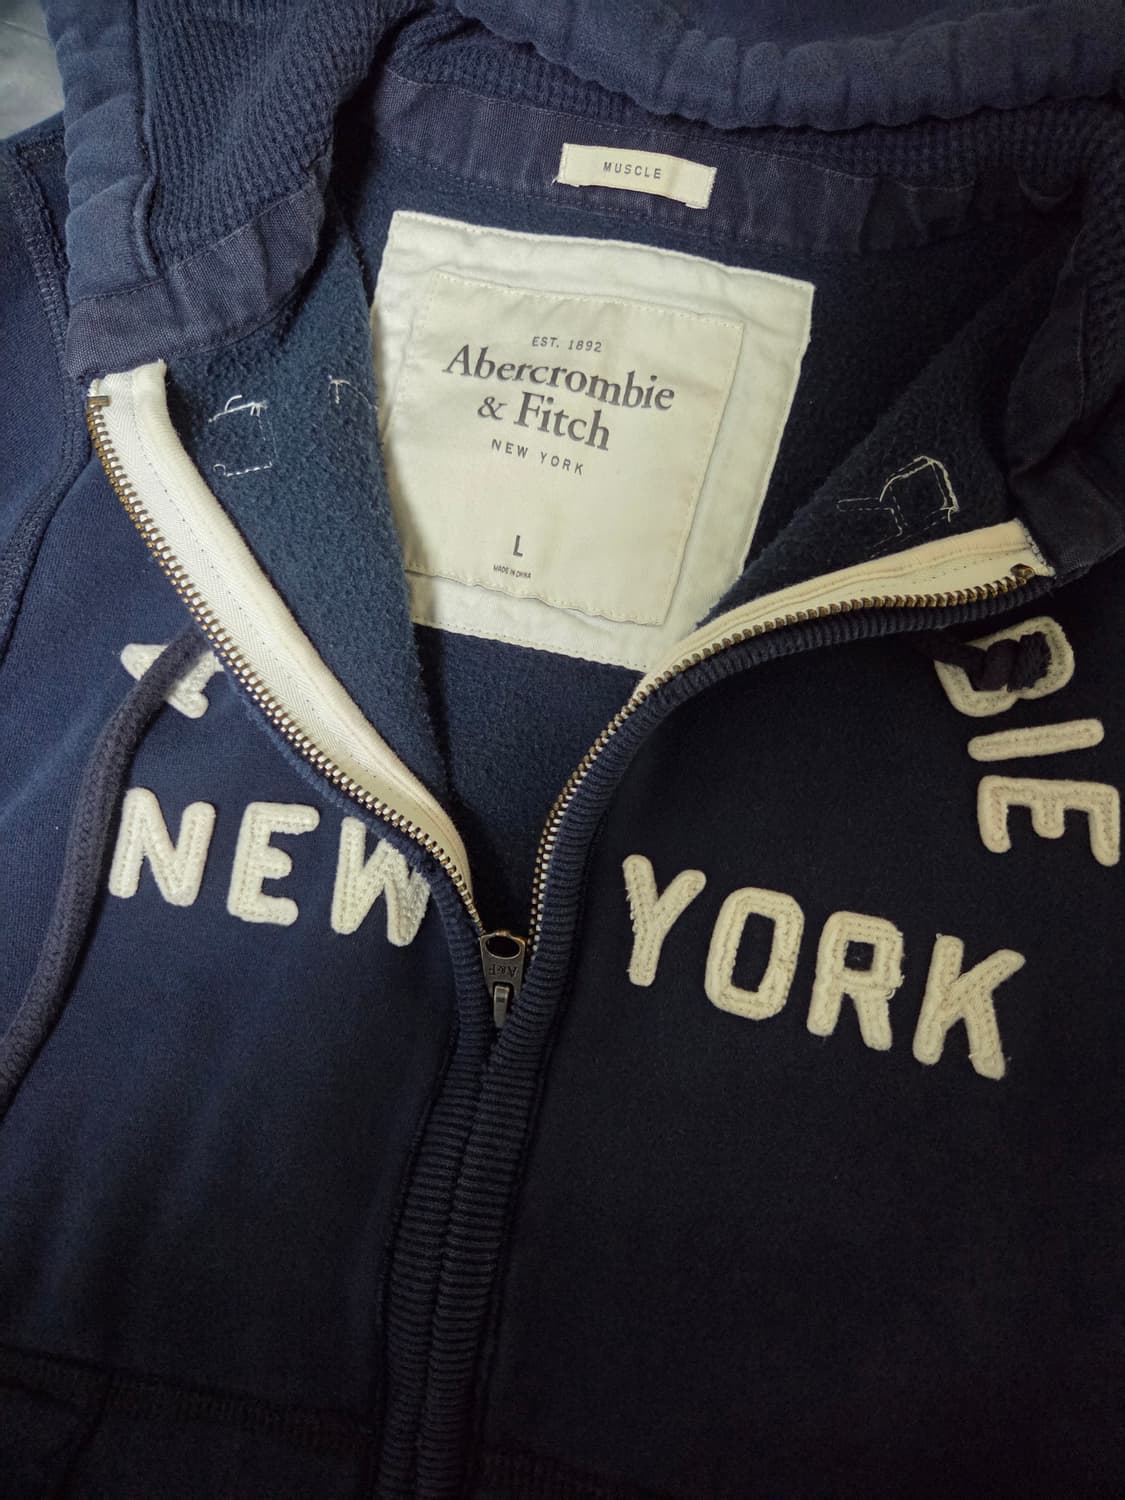 MUSCLE
EST. 1892
Abercrombie
& Fitch
NEW YORK
L
MADE IN CHINA
A
BIE
NEW YORK
A&F